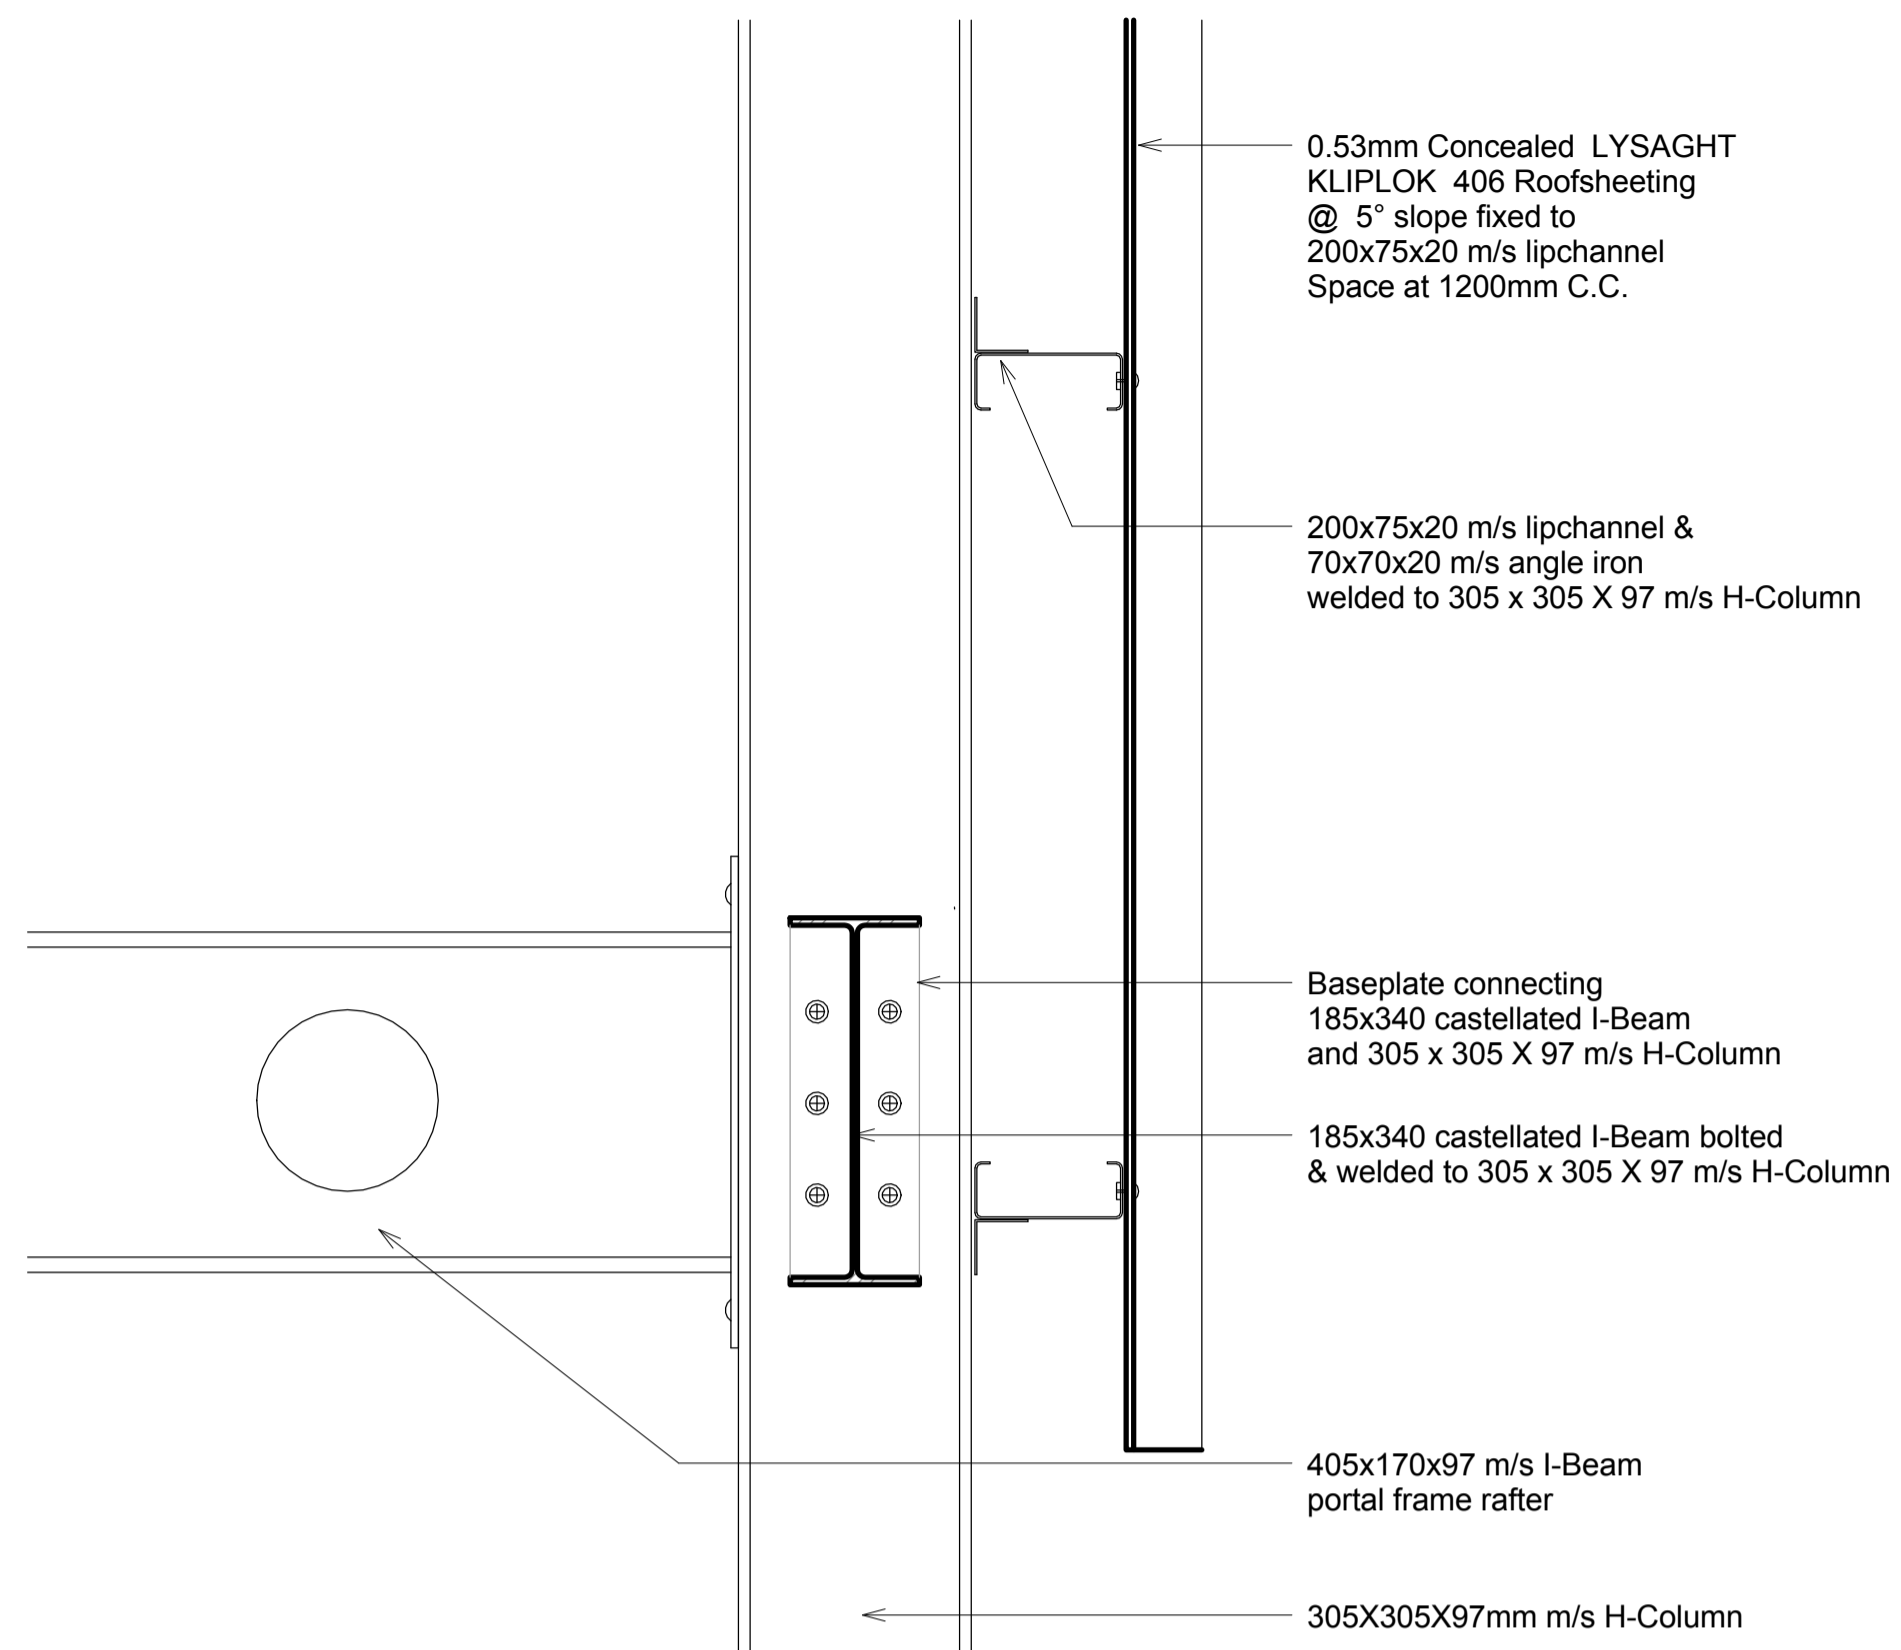 0.53mm Concealed  LYSAGHT
KLIPLOK  406 Roofsheeting
@  5° slope fixed to
200x75x20 m/s lipchannel
Space at 1200mm C.C.
200x75x20 m/s lipchannel &
70x70x20 m/s angle iron
welded to 305 x 305 X 97 m/s H-Column
Baseplate connecting
185x340 castellated I-Beam
and 305 x 305 X 97 m/s H-Column
185x340 castellated I-Beam bolted
& welded to 305 x 305 X 97 m/s H-Column
405x170x97 m/s I-Beam
portal frame rafter
305X305X97mm m/s H-Column